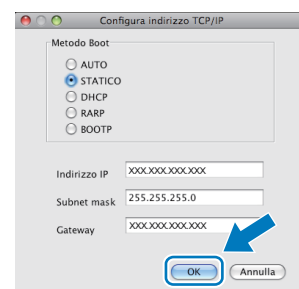 Configura indirizzo TCP/IP
Metodo Boot
AUTO
STATICO
DHCP
RARP
BOOTP
Indirizzo IP XXX.XXX.XXX.XXX
Subnet mask 255.255.255.0
Gateway XXX.XXX.XXX.XXX
OK Annulla